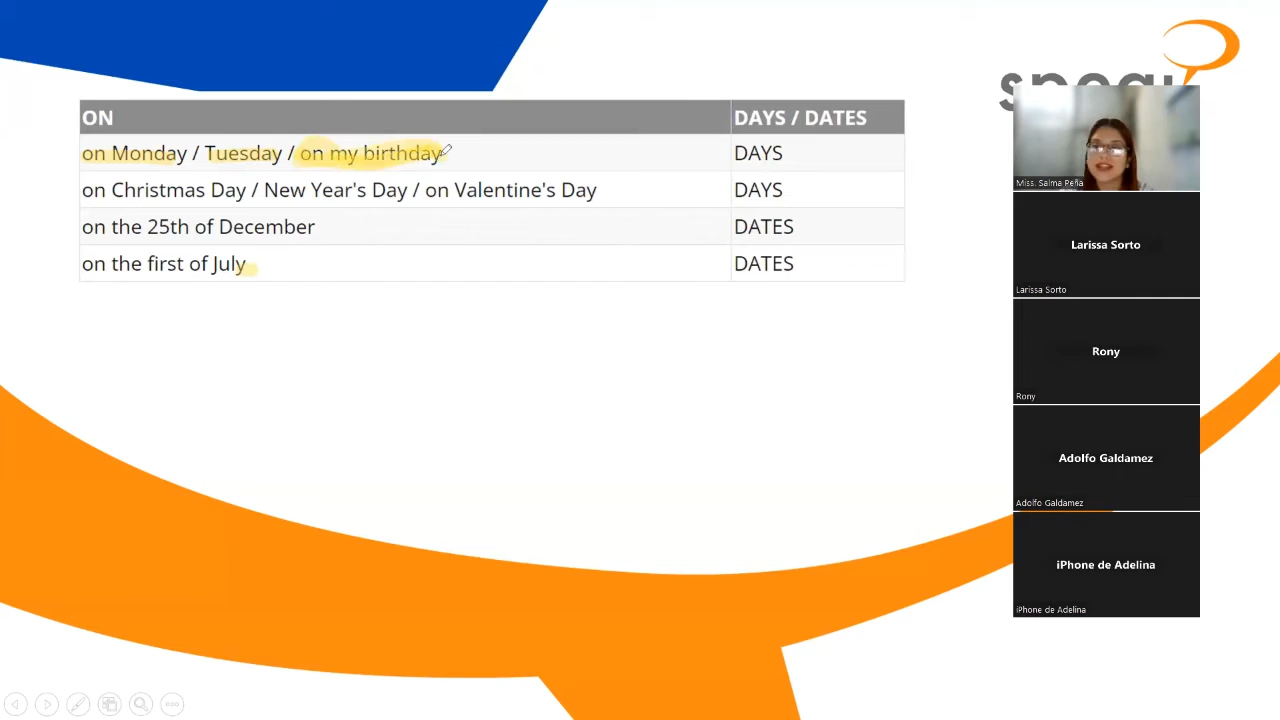 ON DAYS / DATES
on Monday / Tuesday / on my birthday DAYS
on Christmas Day / New Year's Day / on Valentine's Day DAYS
on the 25th of December DATES
on the first of July DATES
Miss. Salma Peña
Larissa Sorto
Larissa Sorto
Rony
Rony
Adolfo Galdamez
Adolfo Galdamez
iPhone de Adelina
iPhone de Adelina